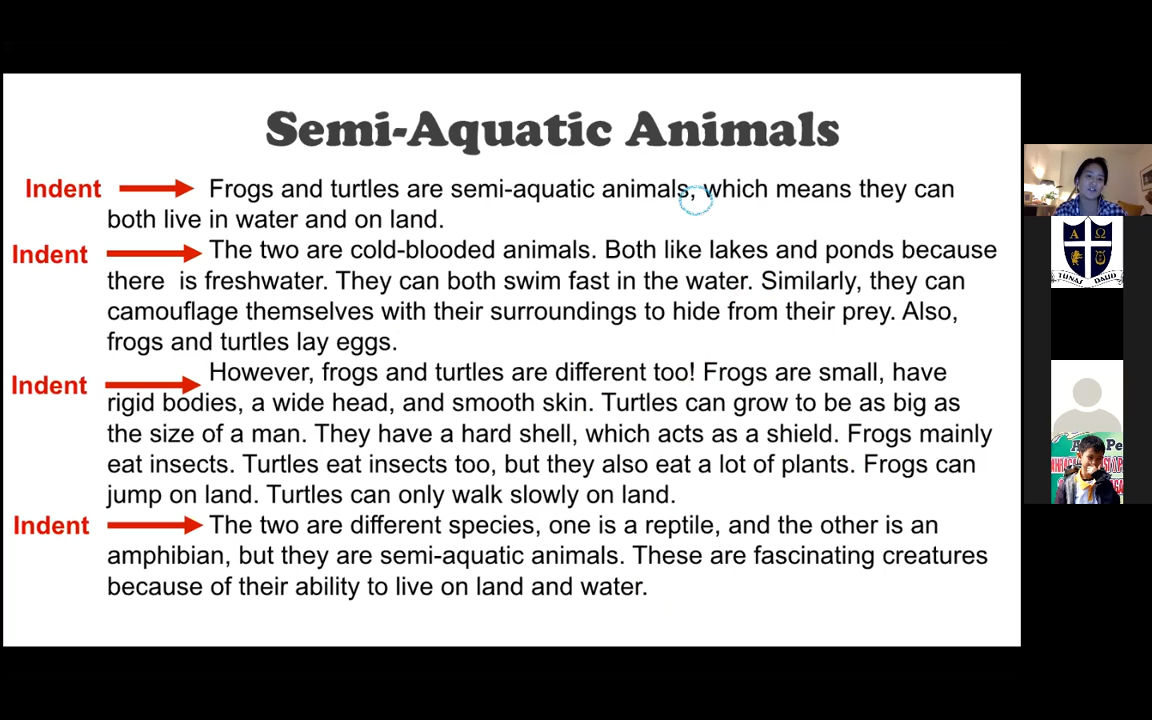 Semi-Aquatic Animals
Indent Frogs and turtles are semi-aquatic animals, which means they can
both live in water and on land.
Indent The two are cold-blooded animals. Both like lakes and ponds because
there is freshwater. They can both swim fast in the water. Similarly, they can
camouflage themselves with their surroundings to hide from their prey. Also,
frogs and turtles lay eggs.
Indent However, frogs and turtles are different too! Frogs are small, have
rigid bodies, a wide head, and smooth skin. Turtles can grow to be as big as
the size of a man. They have a hard shell, which acts as a shield. Frogs mainly
eat insects. Turtles eat insects too, but they also eat a lot of plants. Frogs can
jump on land. Turtles can only walk slowly on land.
Indent The two are different species, one is a reptile, and the other is an
amphibian, but they are semi-aquatic animals. These are fascinating creatures
because of their ability to live on land and water.
Α Ω
TUNAS DAUD